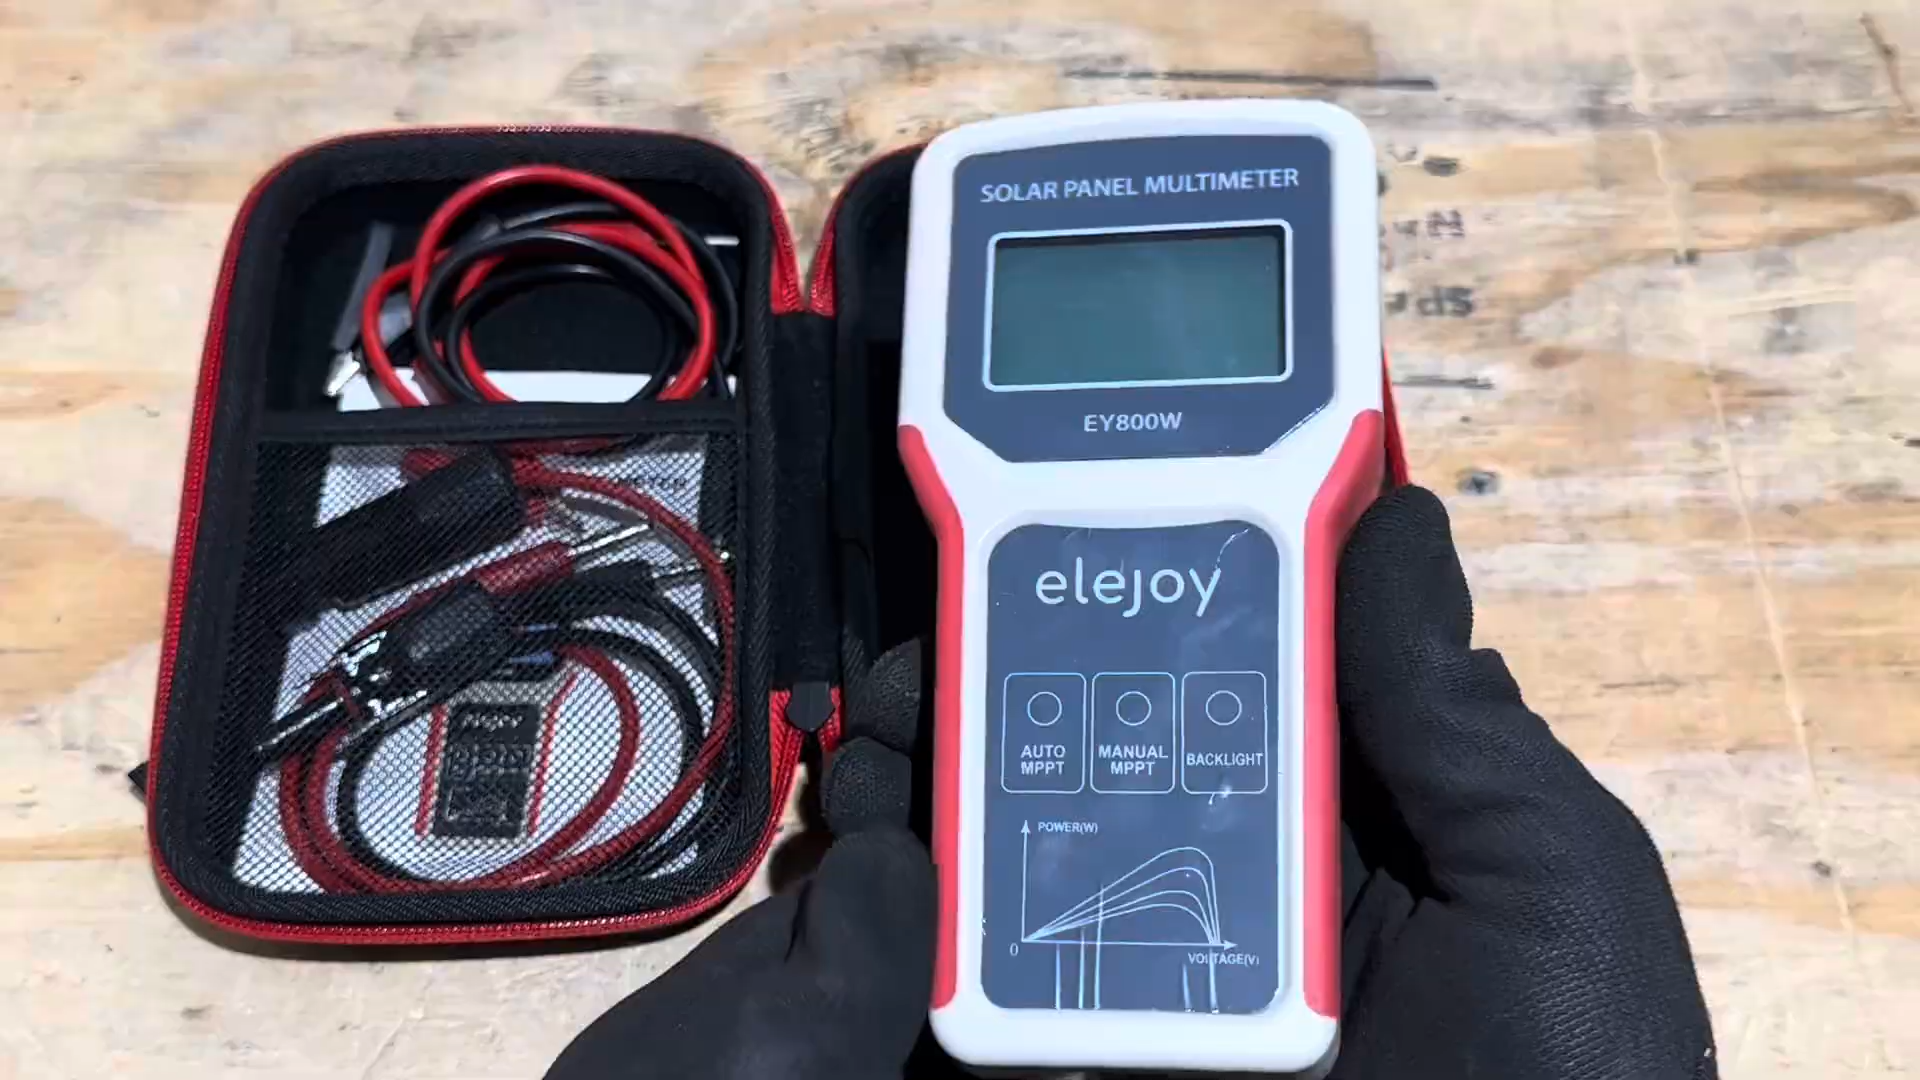 SOLAR PANEL MULTIMETER
EY800W
elejoy
AUTO
MPPT
MANUAL
MPPT
BACKLIGHT
POWER(W)
0
VOLTAGE(V)